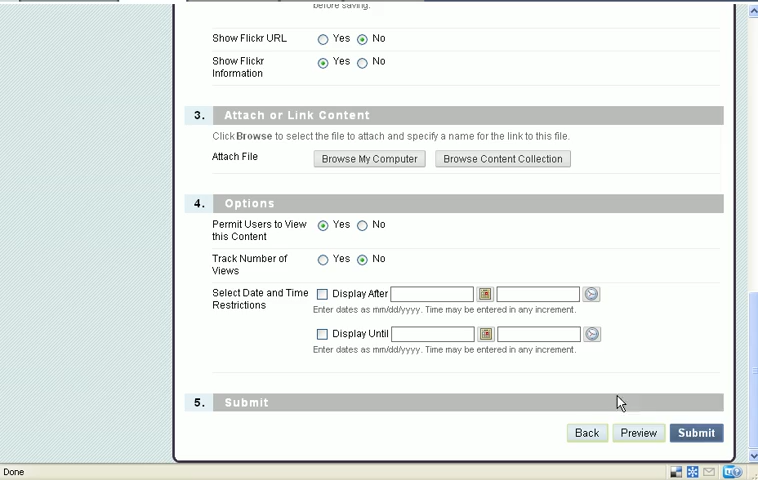 before saving.
Show Flickr URL Yes No
Show Flickr Information Yes No
3. Attach or Link Content
Click Browse to select the file to attach and specify a name for the link to this file.
Attach File Browse My Computer Browse Content Collection
4. Options
Permit Users to View this Content Yes No
Track Number of Views Yes No
Select Date and Time Restrictions Display After
Enter dates as mm/dd/yyyy. Time may be entered in any increment.
Display Until
Enter dates as mm/dd/yyyy. Time may be entered in any increment.
5. Submit
Back Preview Submit
Done